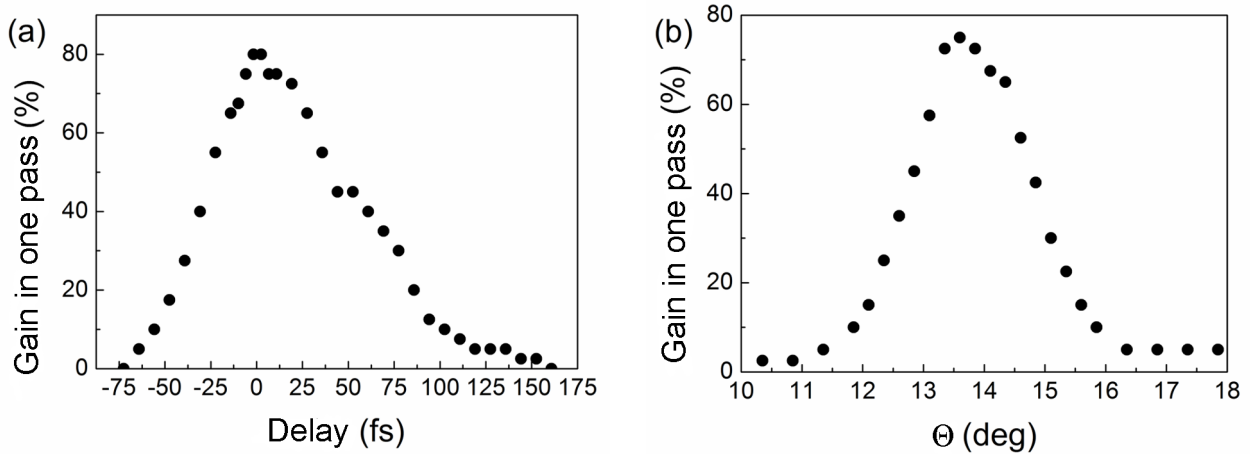 (a)
Gain in one pass (%)
80
60
40
20
0
-75 -50 -25 0 25 50 75 100 125 150 175
Delay (fs)
(b)
Gain in one pass (%)
80
60
40
20
0
10 11 12 13 14 15 16 17 18
Θ (deg)